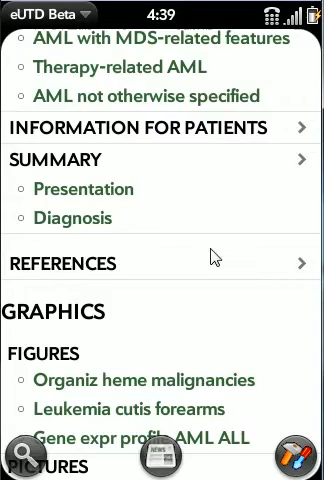 eUTD Beta 4:39
AML with MDS-related features
Therapy-related AML
AML not otherwise specified
INFORMATION FOR PATIENTS
SUMMARY
Presentation
Diagnosis
REFERENCES
GRAPHICS
FIGURES
Organiz heme malignancies
Leukemia cutis forearms
Gene expr profile AML ALL
NEWS
PICTURES